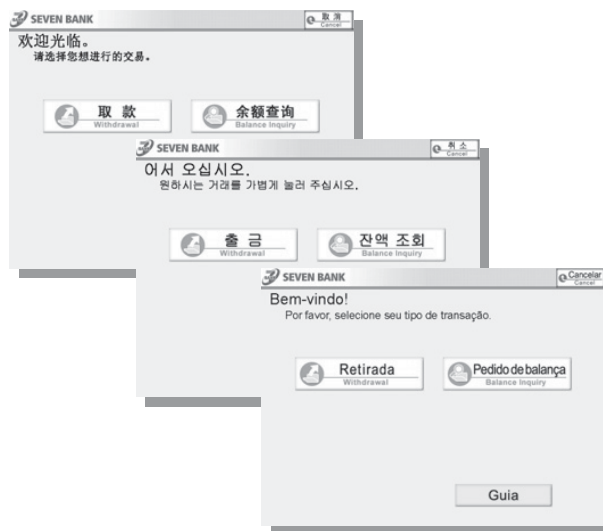 SEVEN BANK
取 消
Cancel
欢迎光临。
请选择您想进行的交易。
取 款
Withdrawal
余额查询
Balance Inquiry
SEVEN BANK
취 소
Cancel
어서 오십시오.
원하시는 거래를 가볍게 눌러 주십시오.
출 금
Withdrawal
잔액 조회
Balance Inquiry
SEVEN BANK
Cancelar
Cancel
Bem-vindo!
Por favor, selecione seu tipo de transação.
Retirada
Withdrawal
Pedido de balança
Balance Inquiry
Guia